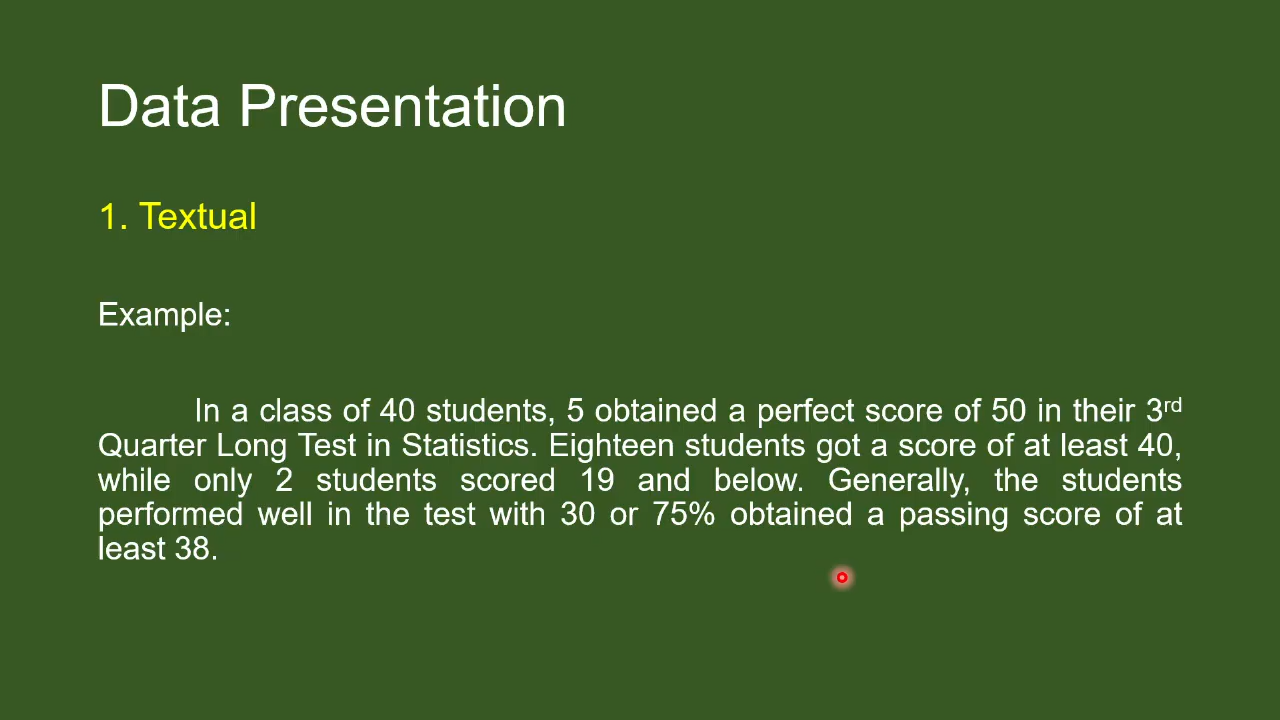 Data Presentation
1. Textual
Example:
In a class of 40 students, 5 obtained a perfect score of 50 in their 3rd
Quarter Long Test in Statistics. Eighteen students got a score of at least 40,
while only 2 students scored 19 and below. Generally, the students
performed well in the test with 30 or 75% obtained a passing score of at
least 38.